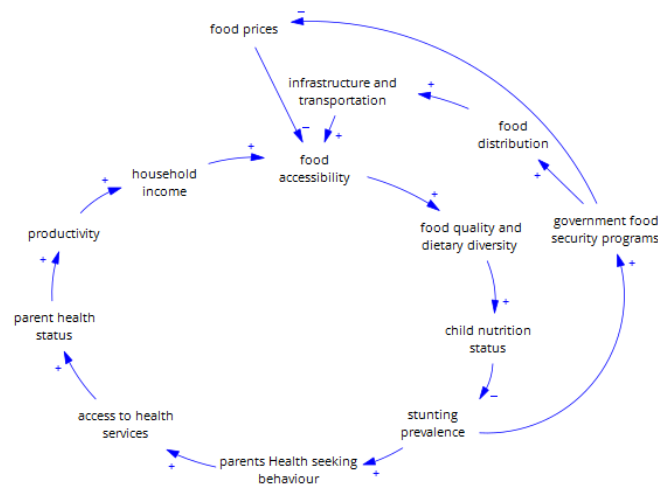 food prices
infrastructure and
transportation
food
distribution
food
accessibility
household
income
government food
security programs
food quality and
dietary diversity
productivity
parent health
status
child nutrition
status
access to health
services
stunting
prevalence
parents Health seeking
behaviour